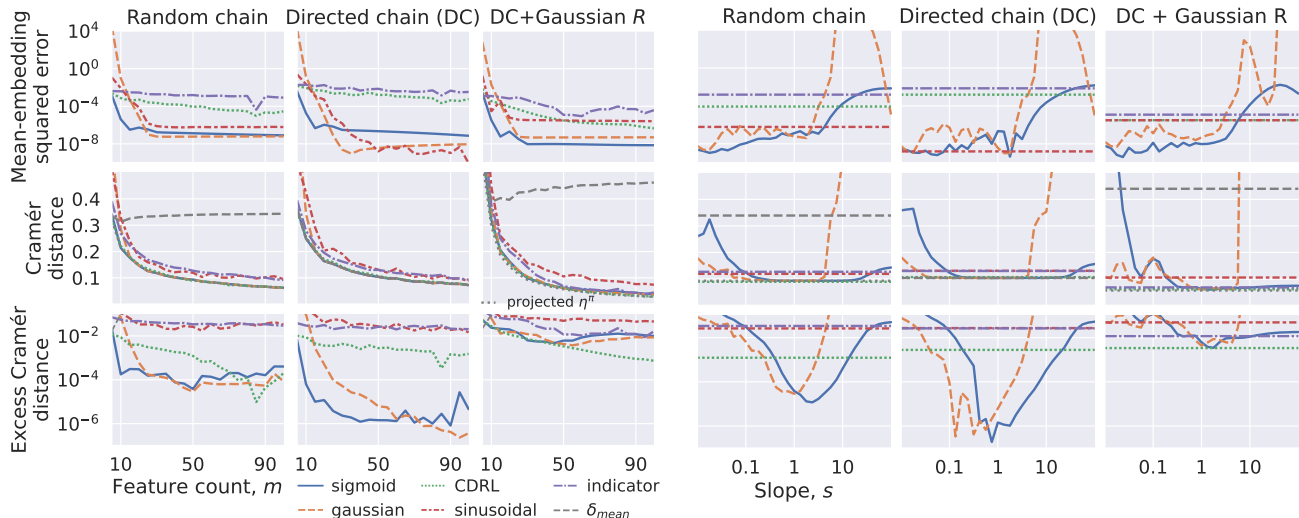 Random chain Directed chain (DC) DC+Gaussian R
Random chain Directed chain (DC) DC + Gaussian R
Mean-embedding
squared error
10^4
10^0
10^−4
10^−8
Cramér
distance
0.4
0.3
0.2
0.1
projected η^π
Excess Cramér
distance
10^−2
10^−4
10^−6
10 50 90 10 50 90 10 50 90
Feature count, m
0.1 1 10 0.1 1 10 0.1 1 10
Slope, s
sigmoid CDRL indicator
gaussian sinusoidal δ_mean